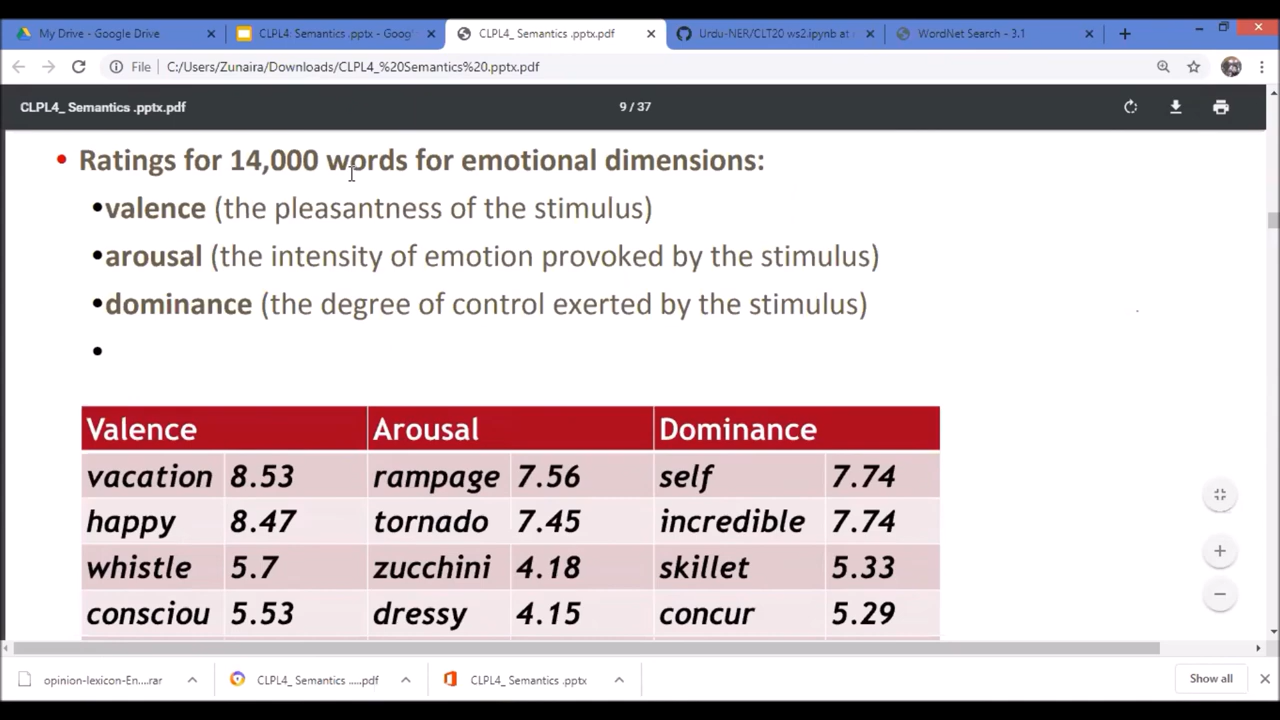 My Drive - Google Drive
CLPL4: Semantics .pptx - Goog
CLPL4_ Semantics .pptx.pdf
Urdu-NER/CLT20 ws2.ipynb at
WordNet Search - 3.1
File
C:/Users/Zunaira/Downloads/CLPL4_%20Semantics%20.pptx.pdf
CLPL4_ Semantics .pptx.pdf
9 / 37
• Ratings for 14,000 words for emotional dimensions:
•valence (the pleasantness of the stimulus)
•arousal (the intensity of emotion provoked by the stimulus)
•dominance (the degree of control exerted by the stimulus)
•
Valence Arousal Dominance
vacation 8.53 rampage 7.56 self 7.74
happy 8.47 tornado 7.45 incredible 7.74
whistle 5.7 zucchini 4.18 skillet 5.33
consciou 5.53 dressy 4.15 concur 5.29
opinion-lexicon-En....rar
CLPL4_ Semantics .....pdf
CLPL4_ Semantics .pptx
Show all